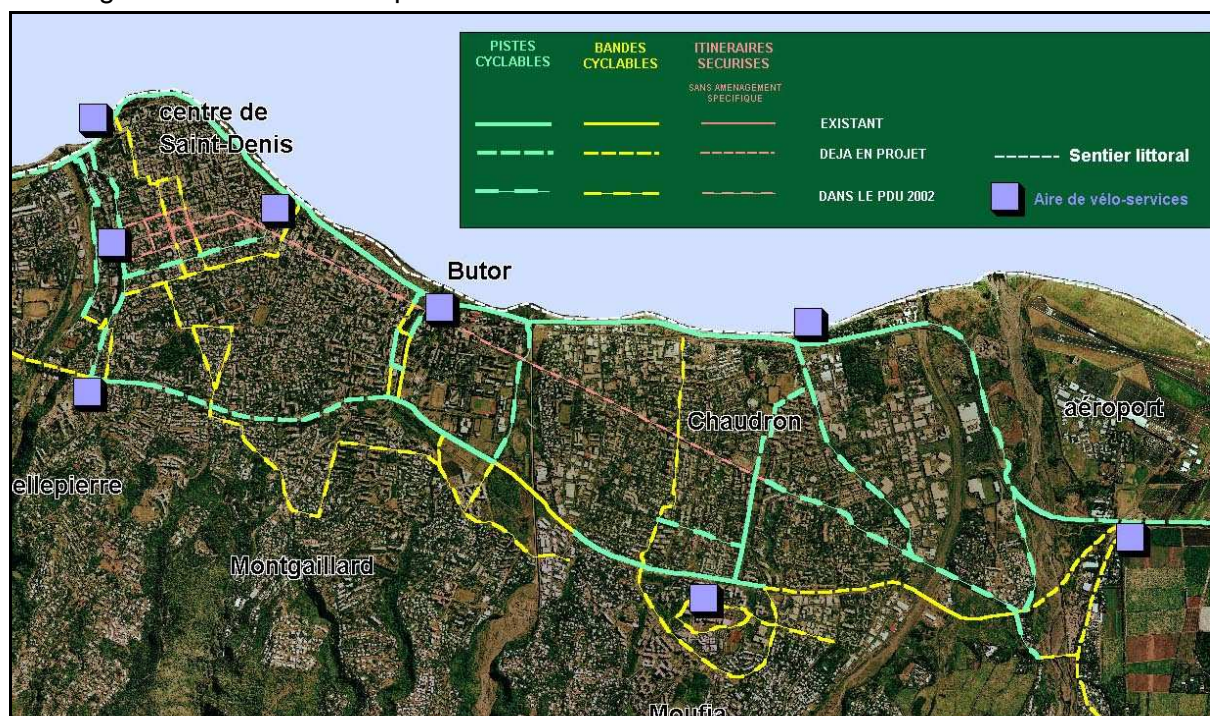 PISTES
CYCLABLES
BANDES
CYCLABLES
ITINERAIRES
SECURISES
SANS AMENAGEMENT
SPECIFIQUE
EXISTANT
DEJA EN PROJET
DANS LE PDU 2002
Sentier littoral
Aire de vélo-services
centre de
Saint-Denis
Butor
Chaudron
aéroport
ellepierre
Montgaillard
Moufia